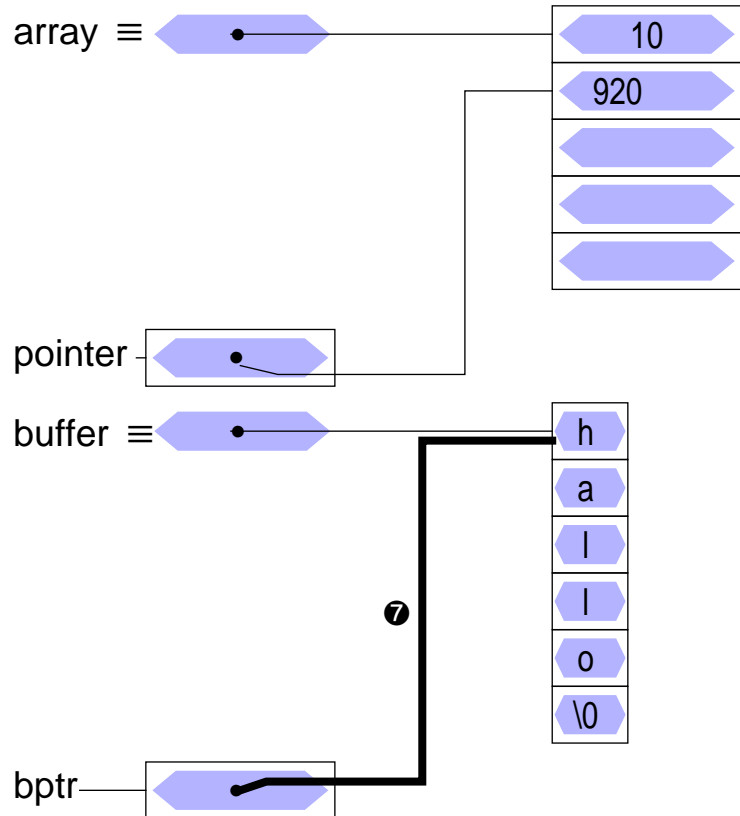 array ≡
10
920
pointer
buffer ≡
h
a
l
l
o
\0
❼
bptr